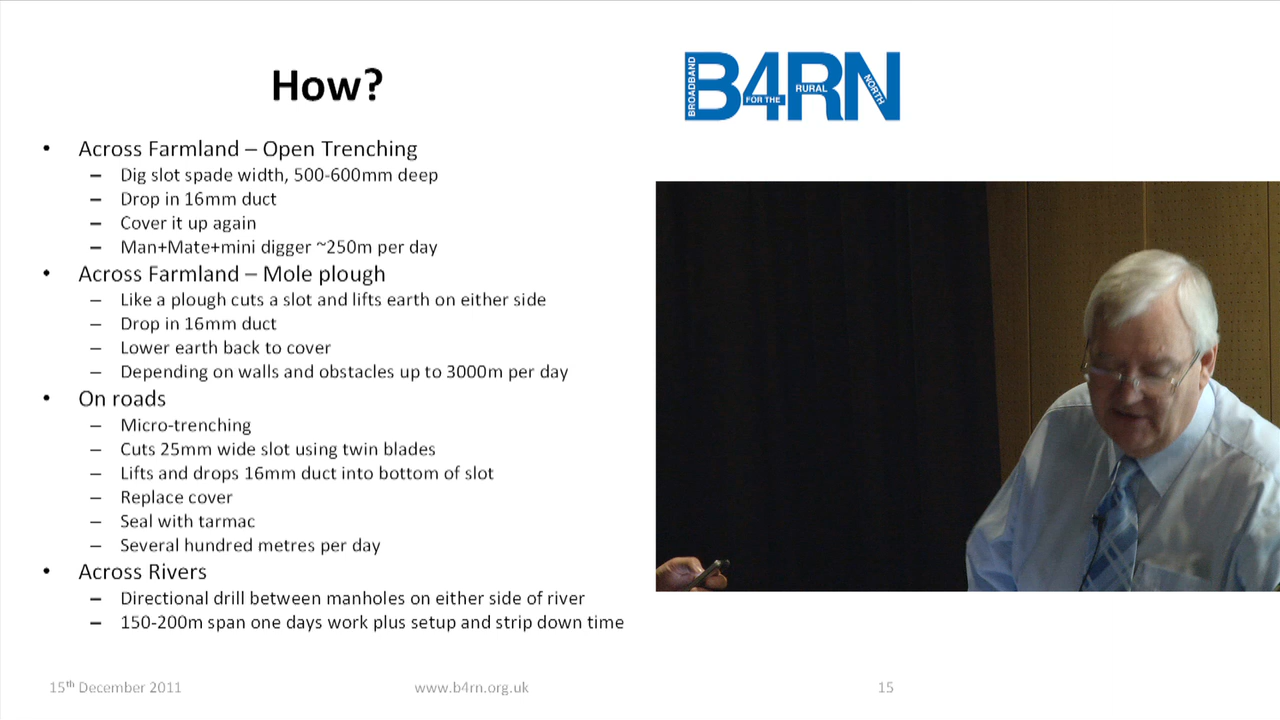 How?
BROADBAND
B4RN
FOR THE
RURAL
NORTH
• Across Farmland – Open Trenching
– Dig slot spade width, 500-600mm deep
– Drop in 16mm duct
– Cover it up again
– Man+Mate+mini digger ~250m per day
• Across Farmland – Mole plough
– Like a plough cuts a slot and lifts earth on either side
– Drop in 16mm duct
– Lower earth back to cover
– Depending on walls and obstacles up to 3000m per day
• On roads
– Micro-trenching
– Cuts 25mm wide slot using twin blades
– Lifts and drops 16mm duct into bottom of slot
– Replace cover
– Seal with tarmac
– Several hundred metres per day
• Across Rivers
– Directional drill between manholes on either side of river
– 150-200m span one days work plus setup and strip down time
15th December 2011
www.b4rn.org.uk
15